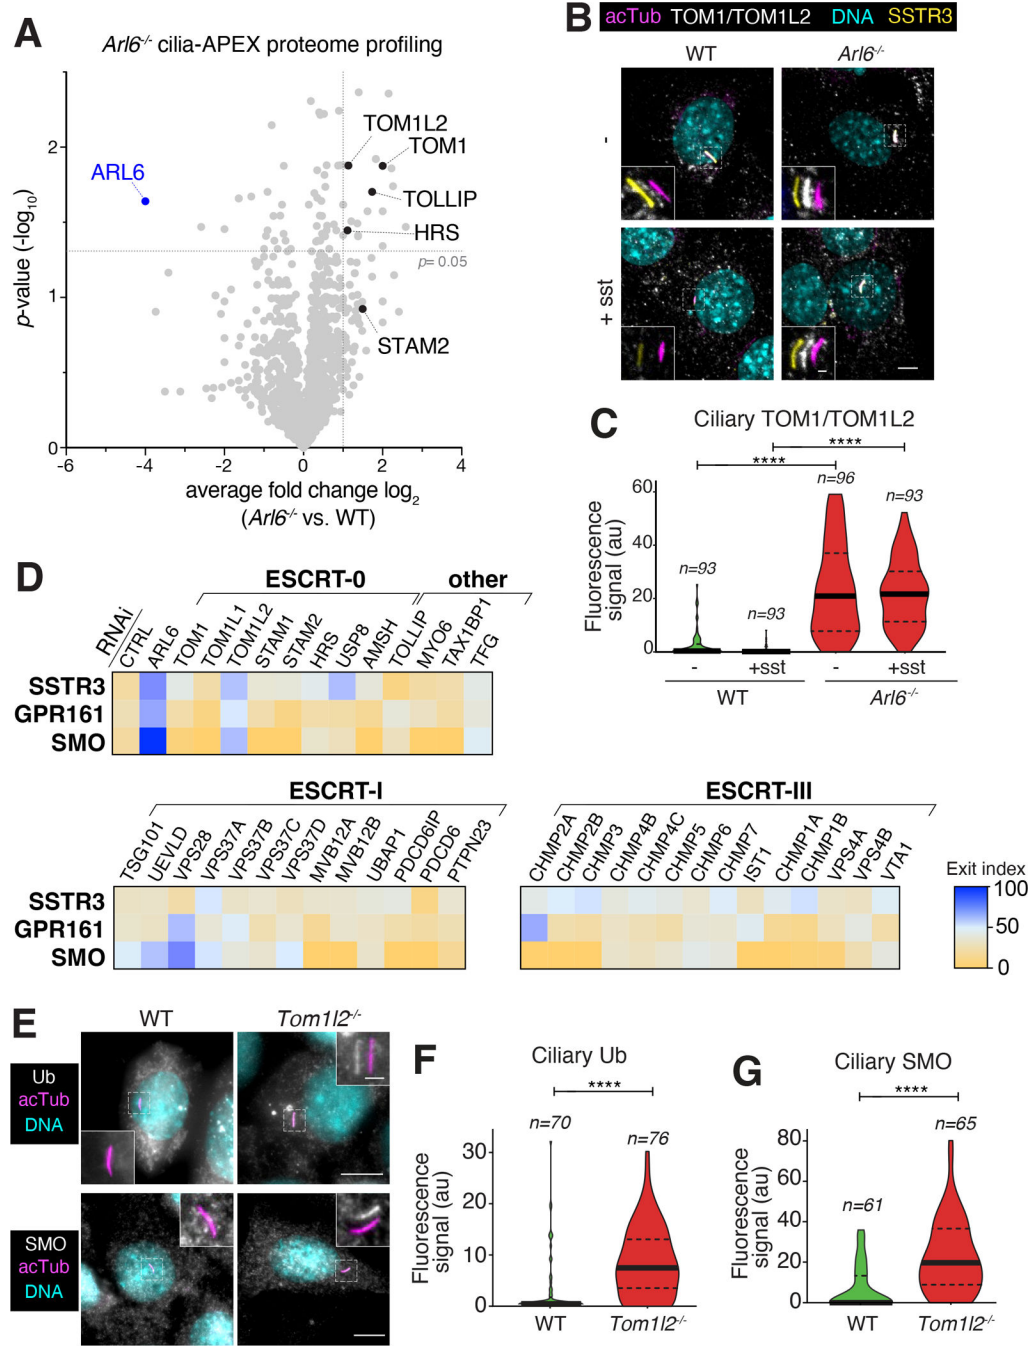 A
Arl6-/- cilia-APEX proteome profiling
p-value (-log10)
2
1
0
-6
-4
-2
0
2
4
average fold change log2
(Arl6-/- vs. WT)
ARL6
TOM1L2
TOM1
TOLLIP
HRS
p= 0.05
STAM2
B
acTub TOM1/TOM1L2 DNA SSTR3
WT
Arl6-/-
-
+ sst
C
Ciliary TOM1/TOM1L2
****
****
n=96
n=93
n=93
n=93
Fluorescence
signal (au)
60
40
20
0
-
+sst
-
+sst
WT
Arl6-/-
D
ESCRT-0
other
RNAi
CTRL
ARL6
TOM1
TOM1L1
TOM1L2
STAM1
STAM2
HRS
USP8
AMSH
TOLLIP
MYO6
TAX1BP1
TFG
SSTR3
GPR161
SMO
ESCRT-I
TSG101
UEVLD
VPS28
VPS37A
VPS37B
VPS37C
VPS37D
MVB12A
MVB12B
UBAP1
PDCD6IP
PDCD6
PTPN23
SSTR3
GPR161
SMO
ESCRT-III
CHMP2A
CHMP2B
CHMP3
CHMP4B
CHMP4C
CHMP5
CHMP6
CHMP7
IST1
CHMP1A
CHMP1B
VPS4A
VPS4B
VTA1
Exit index
100
50
0
E
WT
Tom1l2-/-
Ub
acTub
DNA
SMO
acTub
DNA
F
Ciliary Ub
****
n=70
n=76
Fluorescence
signal (au)
30
20
10
0
WT
Tom1l2-/-
G
Ciliary SMO
****
n=65
n=61
Fluorescence
signal (au)
80
60
40
20
0
WT
Tom1l2-/-